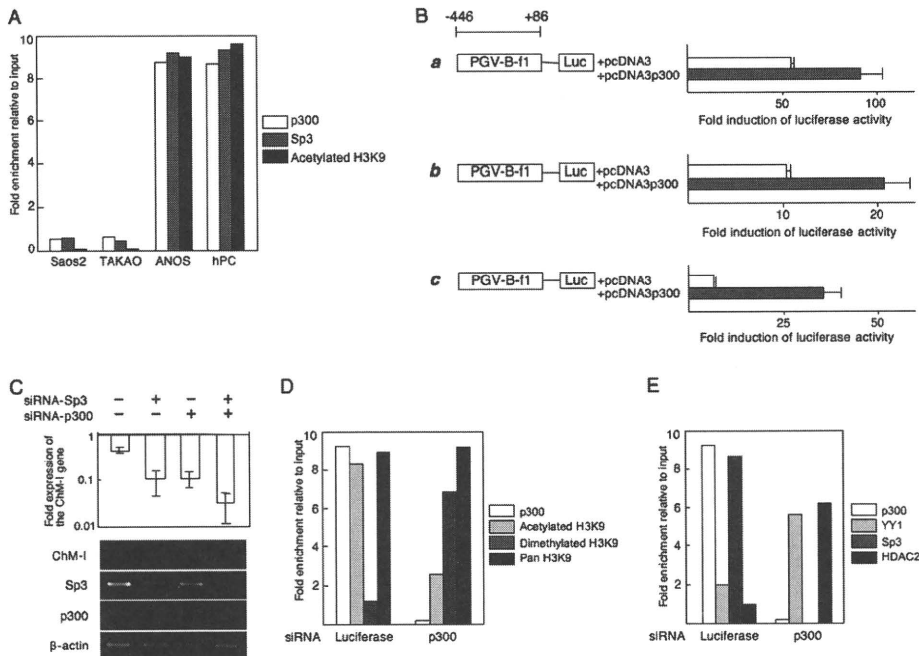 A
Fold enrichment relative to Input
10
8
6
4
2
0
Saos2 TAKAO ANOS hPC
p300
Sp3
Acetylated H3K9
B
-446 +86
a PGV-B-f1 Luc +pcDNA3
+pcDNA3p300
50 100
Fold induction of luciferase activity
b PGV-B-f1 Luc +pcDNA3
+pcDNA3p300
10 20
Fold induction of luciferase activity
c PGV-B-f1 Luc +pcDNA3
+pcDNA3p300
25 50
Fold induction of luciferase activity
C
siRNA-Sp3 − + − +
siRNA-p300 − − + +
Fold expression of
the ChM-I gene
1
0.1
0.01
ChM-I
Sp3
p300
β-actin
D
Fold enrichment relative to input
10
8
6
4
2
siRNA Luciferase p300
p300
Acetylated H3K9
Dimethylated H3K9
Pan H3K9
E
Fold enrichment relative to input
10
8
6
4
2
siRNA Luciferase p300
p300
YY1
Sp3
HDAC2